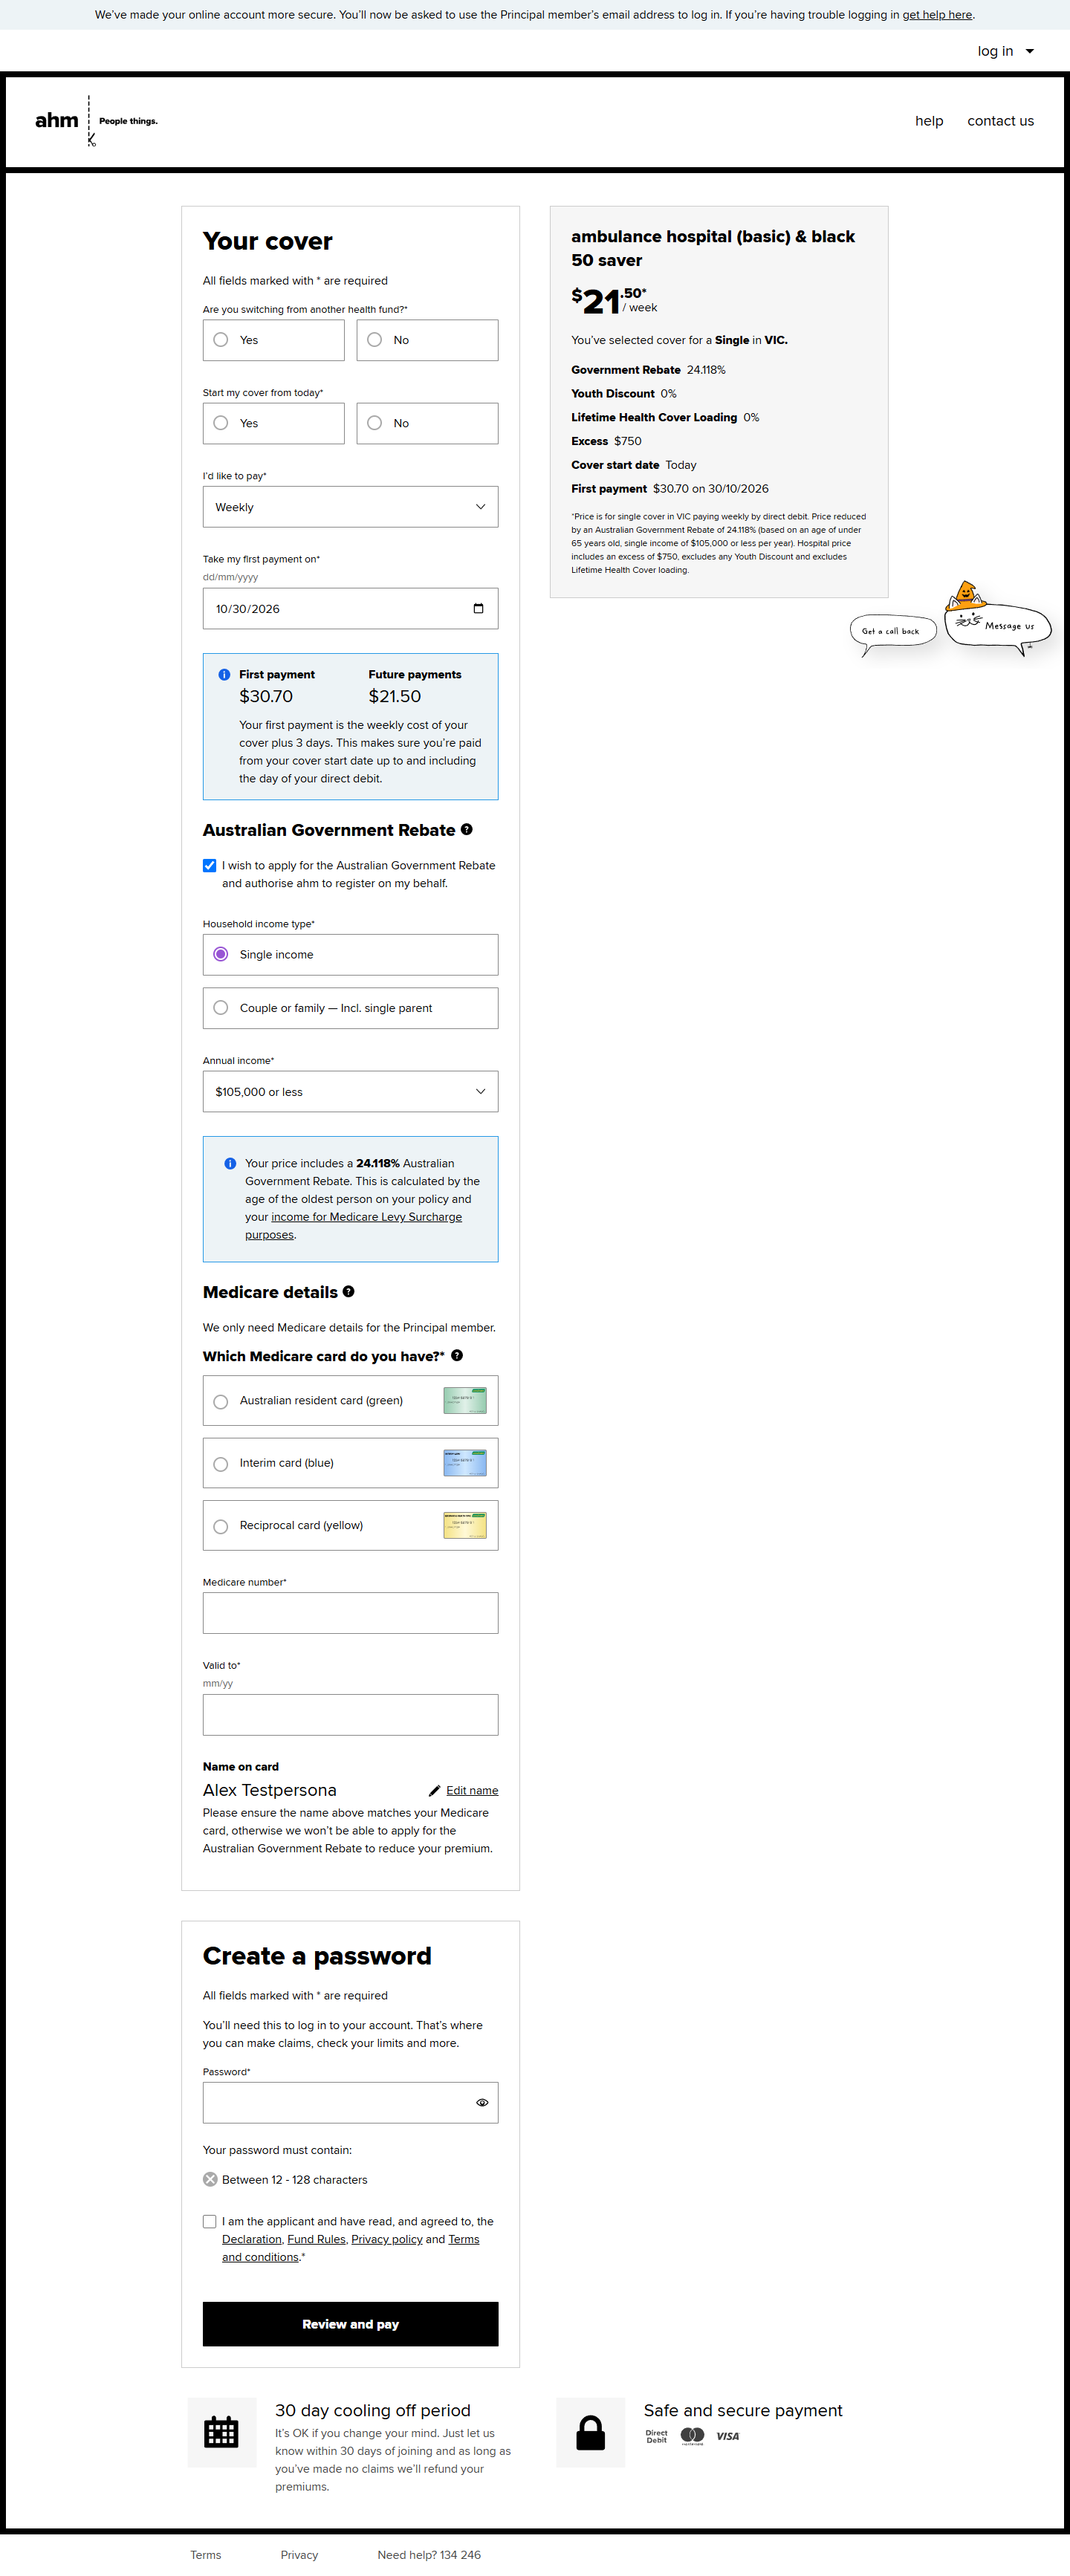 We've made your online account more secure. You'll now be asked to use the Principal member's email address to log in. If you're having trouble logging in get help here.
log in
ahm
People things.
help
contact us
Your cover
All fields marked with * are required
Are you switching from another health fund?*
Yes
No
Start my cover from today*
Yes
No
I'd like to pay*
Weekly
Take my first payment on*
dd/mm/yyyy
10/30/2026
First payment
Future payments
$30.70
$21.50
Your first payment is the weekly cost of your
cover plus 3 days. This makes sure you're paid
from your cover start date up to and including
the day of your direct debit.
Australian Government Rebate
I wish to apply for the Australian Government Rebate
and authorise ahm to register on my behalf.
Household income type*
Single income
Couple or family — Incl. single parent
Annual income*
$105,000 or less
Your price includes a 24.118% Australian
Government Rebate. This is calculated by the
age of the oldest person on your policy and
your income for Medicare Levy Surcharge
purposes.
Medicare details
We only need Medicare details for the Principal member.
Which Medicare card do you have?*
Australian resident card (green)
Interim card (blue)
Reciprocal card (yellow)
Medicare number*
Valid to*
mm/yy
Name on card
Alex Testpersona
Edit name
Please ensure the name above matches your Medicare
card, otherwise we won't be able to apply for the
Australian Government Rebate to reduce your premium.
ambulance hospital (basic) & black
50 saver
$21.50*
/ week
You've selected cover for a Single in VIC.
Government Rebate 24.118%
Youth Discount 0%
Lifetime Health Cover Loading 0%
Excess $750
Cover start date Today
First payment $30.70 on 30/10/2026
*Price is for single cover in VIC paying weekly by direct debit. Price reduced
by an Australian Government Rebate of 24.118% (based on an age of under
65 years old, single income of $105,000 or less per year). Hospital price
includes an excess of $750, excludes any Youth Discount and excludes
Lifetime Health Cover loading.
Get a call back
Message us
Create a password
All fields marked with * are required
You'll need this to log in to your account. That's where
you can make claims, check your limits and more.
Password*
Your password must contain:
Between 12 - 128 characters
I am the applicant and have read, and agreed to, the
Declaration, Fund Rules, Privacy policy and Terms
and conditions.*
Review and pay
30 day cooling off period
It's OK if you change your mind. Just let us
know within 30 days of joining and as long as
you've made no claims we'll refund your
premiums.
Safe and secure payment
Direct
Debit
VISA
Terms
Privacy
Need help? 134 246